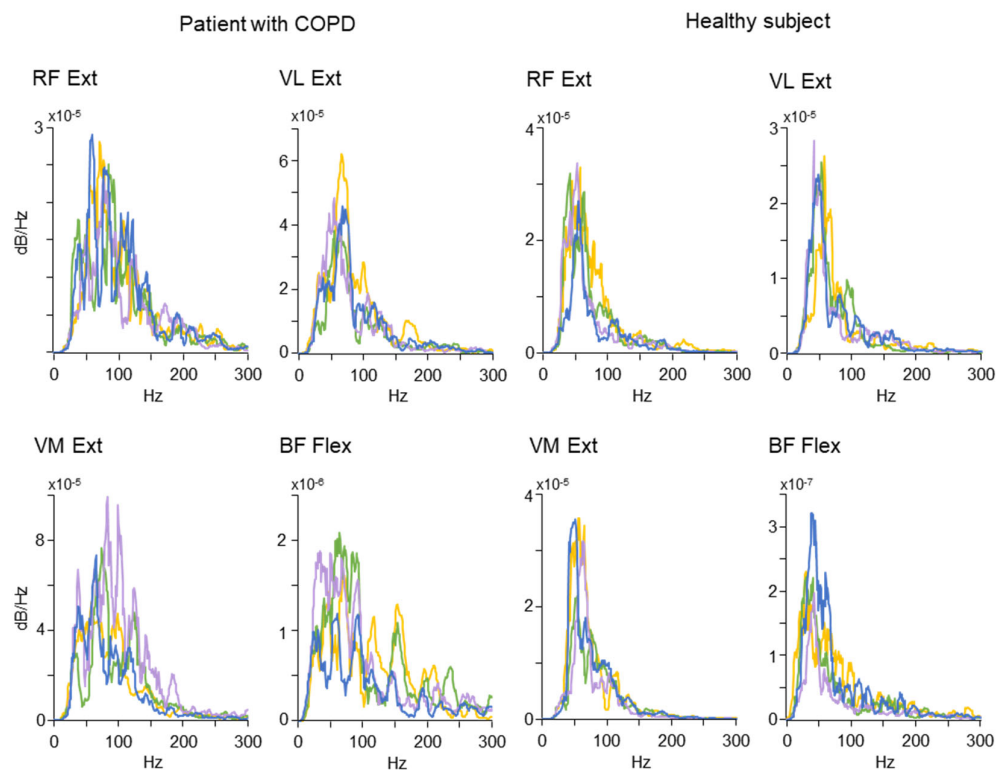 Patient with COPD
Healthy subject
RF Ext
VL Ext
RF Ext
VL Ext
x10-5
x10-5
x10-5
x10-5
3
6
4
2
0
4
2
0
3
2
1
0
dB/Hz
0 100 200 300
0 100 200 300
0 100 200 300
0 100 200 300
Hz
Hz
Hz
Hz
VM Ext
BF Flex
VM Ext
BF Flex
x10-5
x10-6
x10-5
x10-7
8
4
0
2
1
0
4
2
0
3
2
1
0
dB/Hz
0 100 200 300
0 100 200 300
0 100 200 300
0 100 200 300
Hz
Hz
Hz
Hz